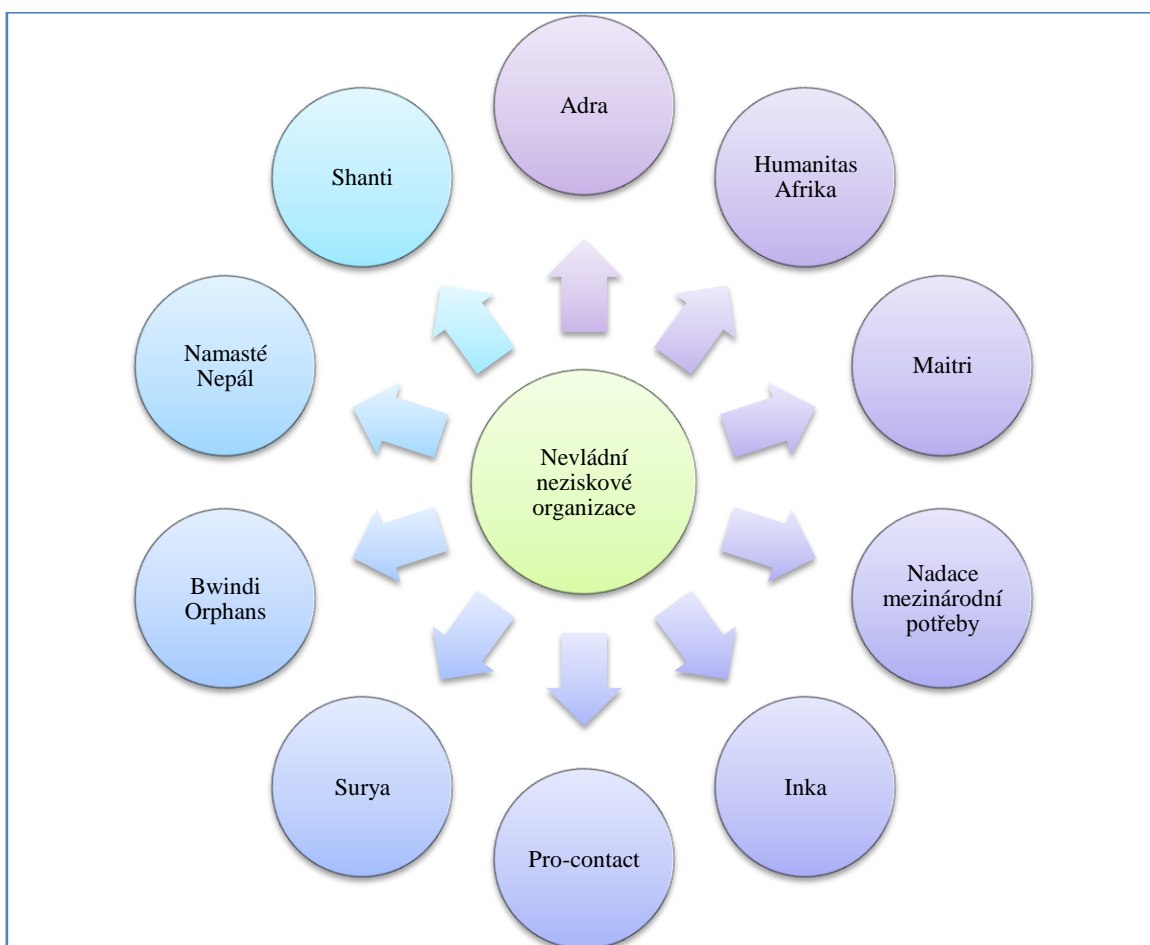 Adra
Humanitas
Afrika
Maitri
Nadace
mezinárodní
potřeby
Inka
Pro-contact
Surya
Bwindi
Orphans
Namasté
Nepál
Shanti
Nevládní
neziskové
organizace